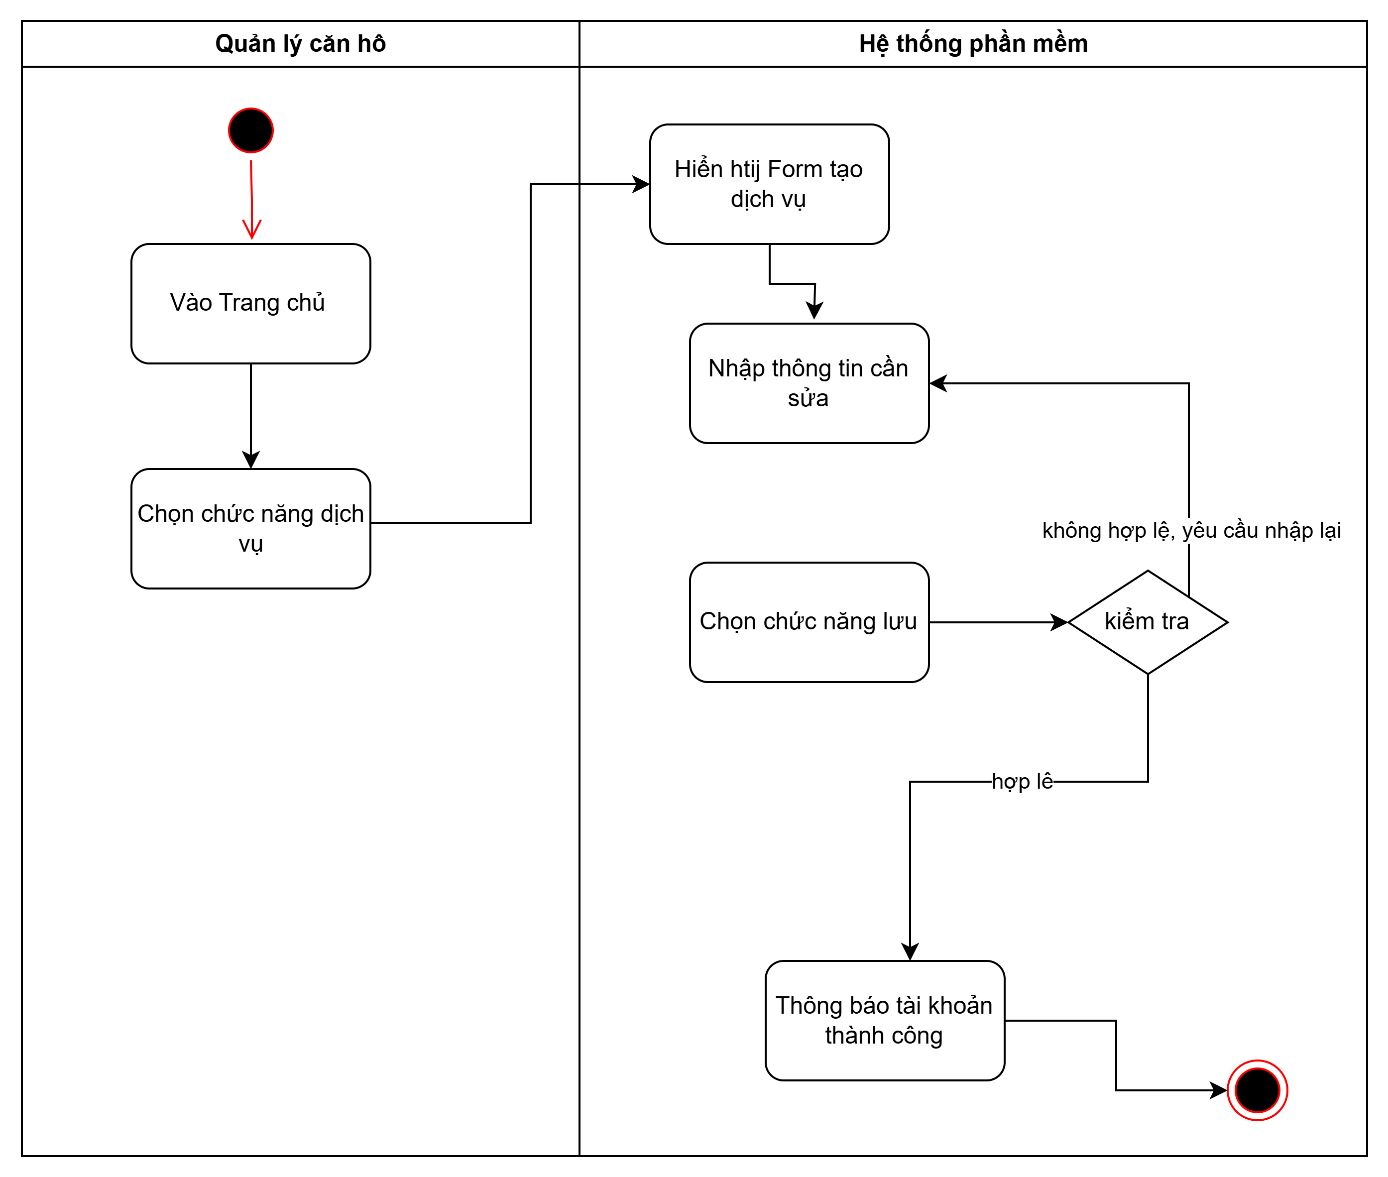 Quản lý căn hô
Hệ thống phần mềm
Vào Trang chủ
Chọn chức năng dịch
vụ
Hiển htij Form tạo
dịch vụ
Nhập thông tin cần
sửa
không hợp lệ, yêu cầu nhập lại
Chọn chức năng lưu
kiểm tra
hợp lê
Thông báo tài khoản
thành công